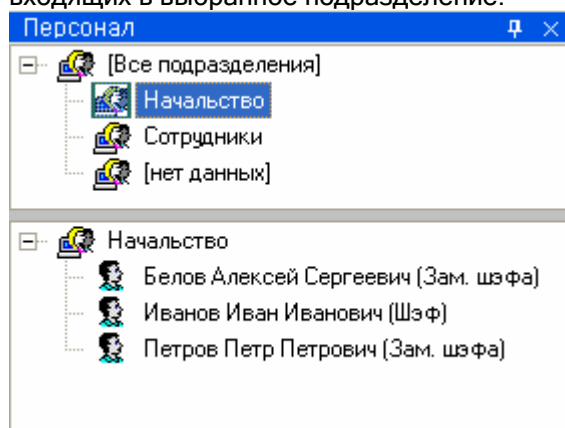 входящих в выбранное подразделение.
Персонал
[Все подразделения]
Начальство
Сотрудники
[нет данных]
Начальство
Белов Алексей Сергеевич (Зам. шэфа)
Иванов Иван Иванович (Шэф)
Петров Петр Петрович (Зам. шэфа)